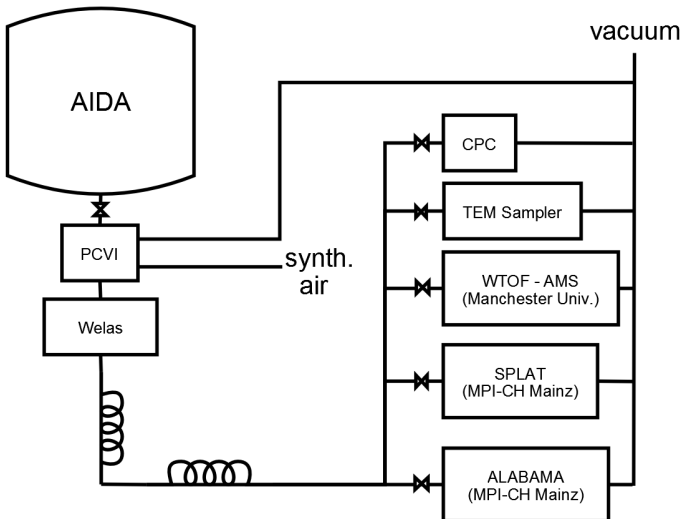 vacuum
AIDA
CPC
TEM Sampler
PCVI
synth.
air
WTOF - AMS
(Manchester Univ.)
Welas
SPLAT
(MPI-CH Mainz)
ALABAMA
(MPI-CH Mainz)